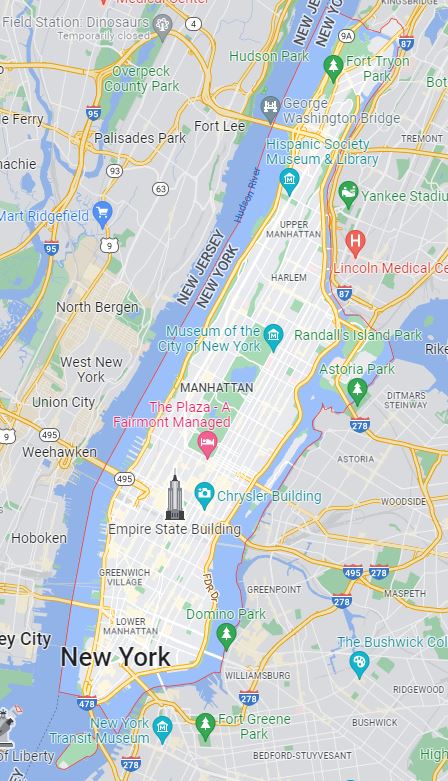 Medical Center
KINGSBRIDGE
Field Station: Dinosaurs
Temporarily closed
4
NEW YO
9A
87
Hudson Park
Fort Tryon
Park
Overpeck
County Park
95
George
Washington Bridge
le Ferry
Fort Lee
TREMONT
Palisades Park
Hispanic Society
Museum & Library
93
63
Hudson River
Yankee Stadiu
Mart Ridgefield
9
UPPER
MANHATTAN
95
Lincoln Medical Ce
NEW JERSEY
NEW YORK
HARLEM
87
North Bergen
Museum of the
City of New York
Randall's Island Park
Rike
West New
York
Astoria Park
MANHATTAN
DITMARS
STEINWAY
Union City
The Plaza - A
Fairmont Managed
278
9
495
Weehawken
ASTORIA
495
Chrysler Building
WOODSIDE
Empire State Building
Hoboken
495
278
GREENWICH
VILLAGE
FDR Dr
GREENPOINT
MASPETH
278
Domino Park
LOWER
MANHATTAN
ey City
The Bushwick Col
New York
WILLIAMSBURG
RIDGEWOOD
478
New York
Transit Museum
Fort Greene
Park
BUSHWICK
Of Liberty
278
BEDFORD-STUYVESANT
High